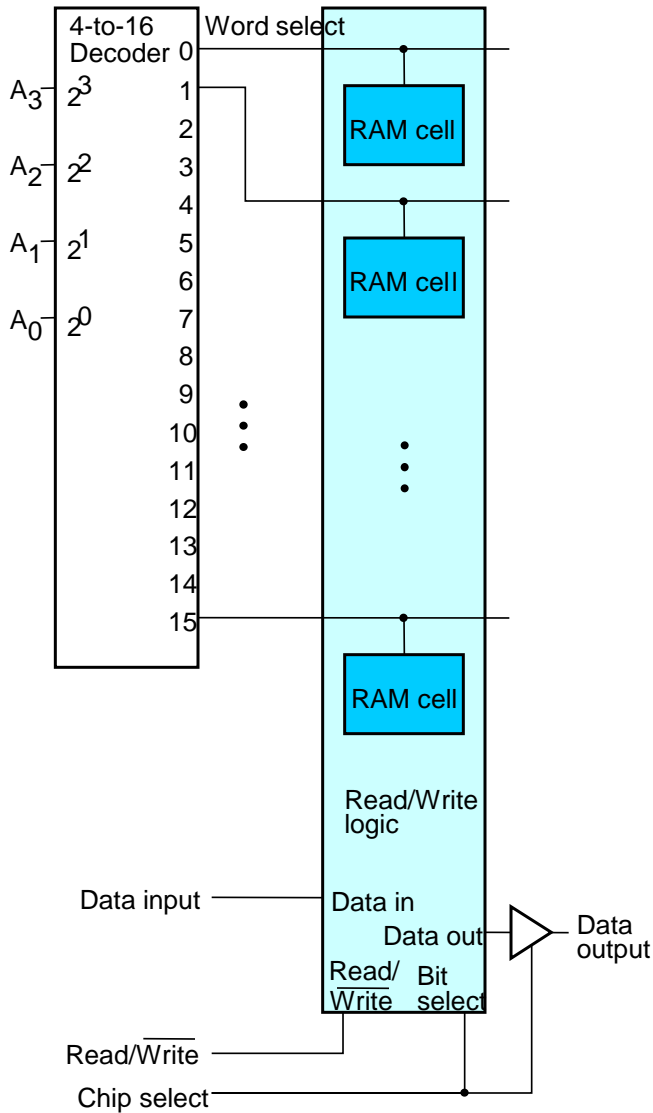 4-to-16 Word select
Decoder 0
A3 2^3 1
2
RAM cell
A2 2^2 3
4
A1 2^1 5
RAM cell
6
A0 2^0 7
8
9
10
11
12
13
14
15
RAM cell
Read/Write
logic
Data input Data in
Data out Data
output
Read/ Bit
Write select
Read/Write
Chip select